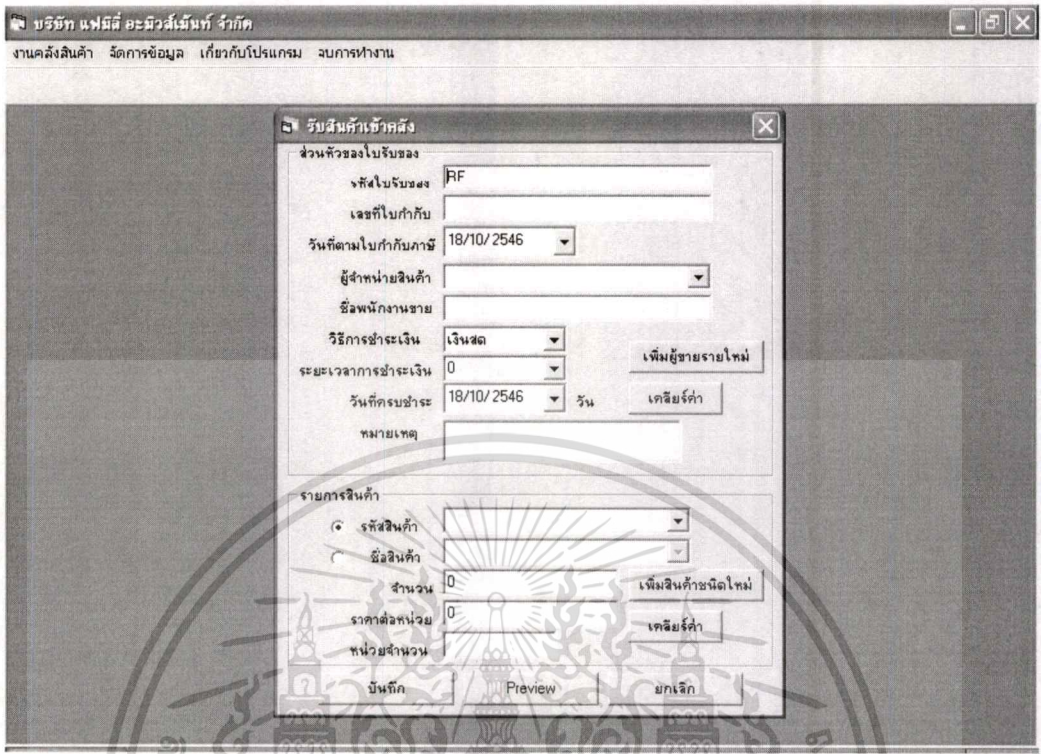 บริษัท แฟมิลี่ อะมิวส์เม้นท์ จำกัด
งานคลังสินค้า จัดการข้อมูล เกี่ยวกับโปรแกรม จบการทำงาน
รับสินค้าเข้าคลัง
ส่วนหัวของใบรับของ
รหัสใบรับของ RF
เลขที่ใบกำกับ
วันที่ตามใบกำกับภาษี 18/10/2546
ผู้จำหน่ายสินค้า
ชื่อพนักงานขาย
วิธีการชำระเงิน เงินสด
เพิ่มผู้ขายรายใหม่
ระยะเวลาการชำระเงิน 0
วันที่ครบชำระ 18/10/2546 วัน เคลียร์ค่า
หมายเหตุ
รายการสินค้า
รหัสสินค้า
ชื่อสินค้า
จำนวน 0 เพิ่มสินค้าชนิดใหม่
ราคาต่อหน่วย 0 เคลียร์ค่า
หน่วยจำนวน
บันทึก Preview ยกเลิก